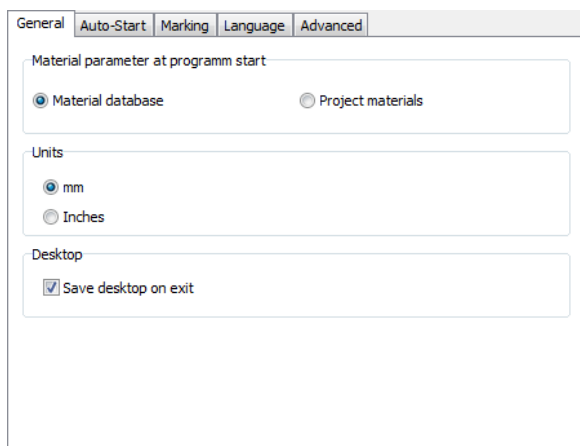 General Auto-Start Marking Language Advanced
Material parameter at programm start
Material database Project materials
Units
mm
Inches
Desktop
Save desktop on exit